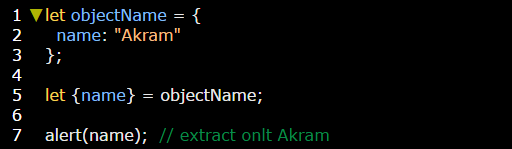 1 let objectName = {
2 name: "Akram"
3 };
4
5 let {name} = objectName;
6
7 alert(name); // extract onlt Akram